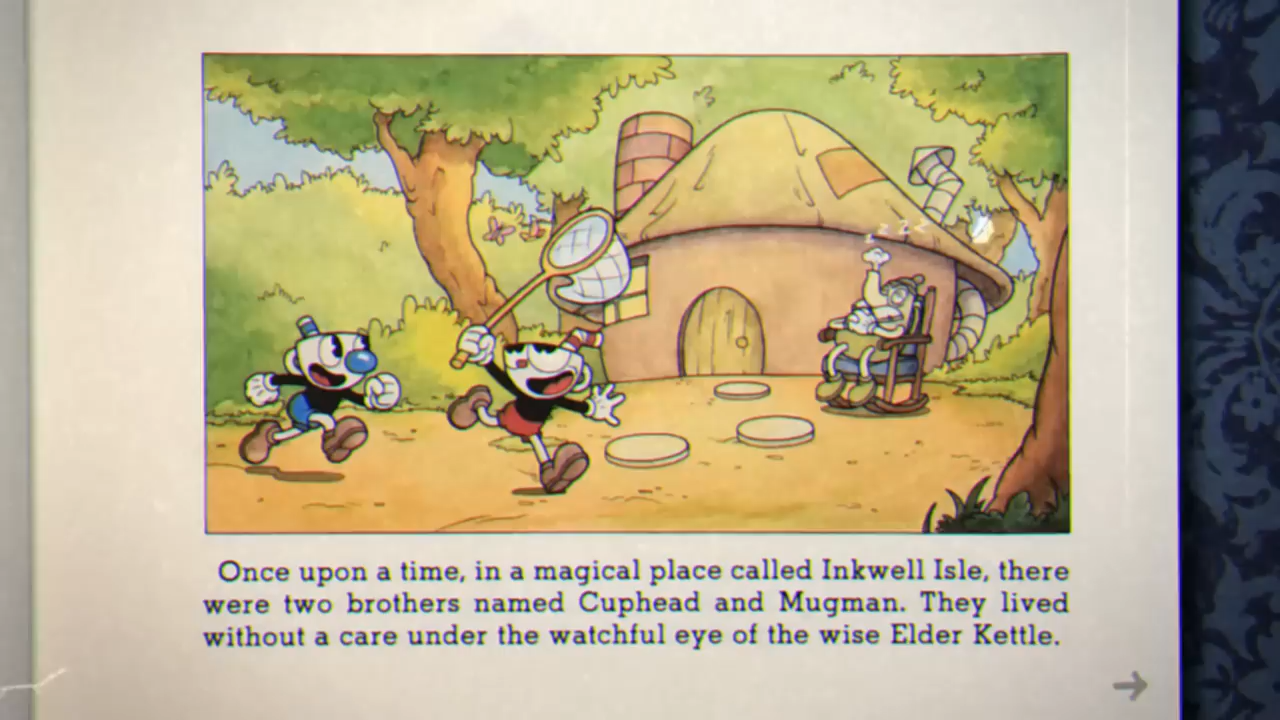 z z z z
Once upon a time, in a magical place called Inkwell Isle, there
were two brothers named Cuphead and Mugman. They lived
without a care under the watchful eye of the wise Elder Kettle.